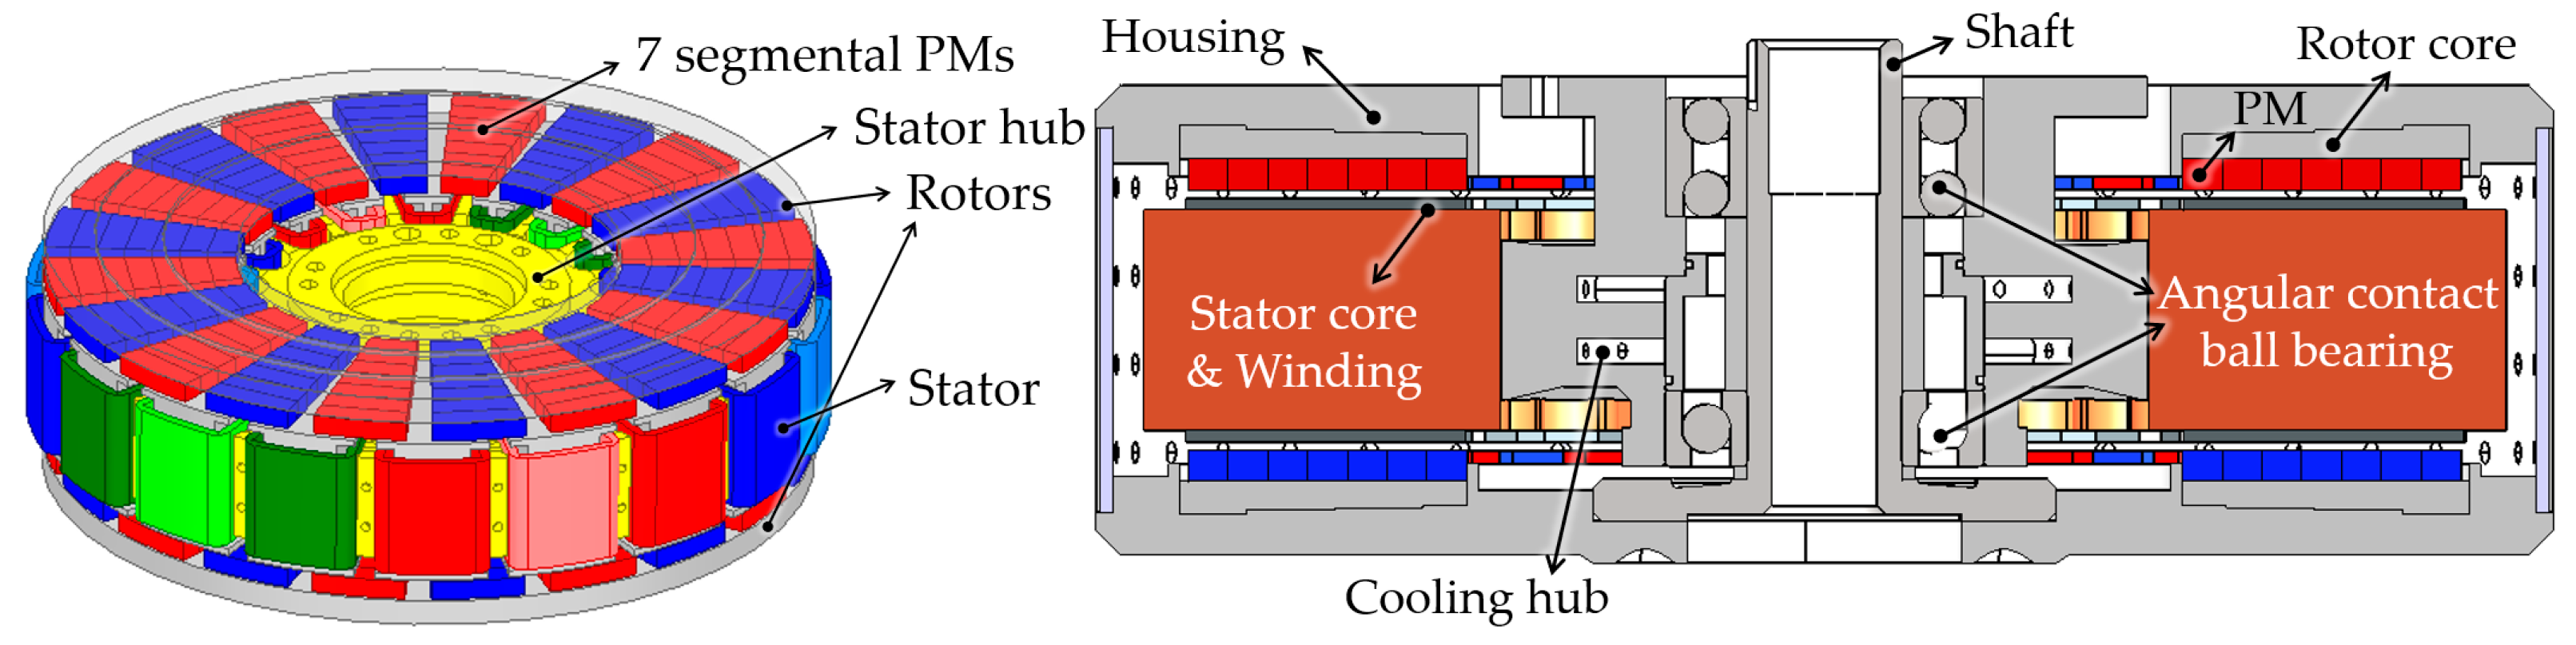 7 segmental PMs
Stator hub
Rotors
Stator
Housing
Shaft
Rotor core
PM
Stator core
& Winding
Angular contact
ball bearing
Cooling hub